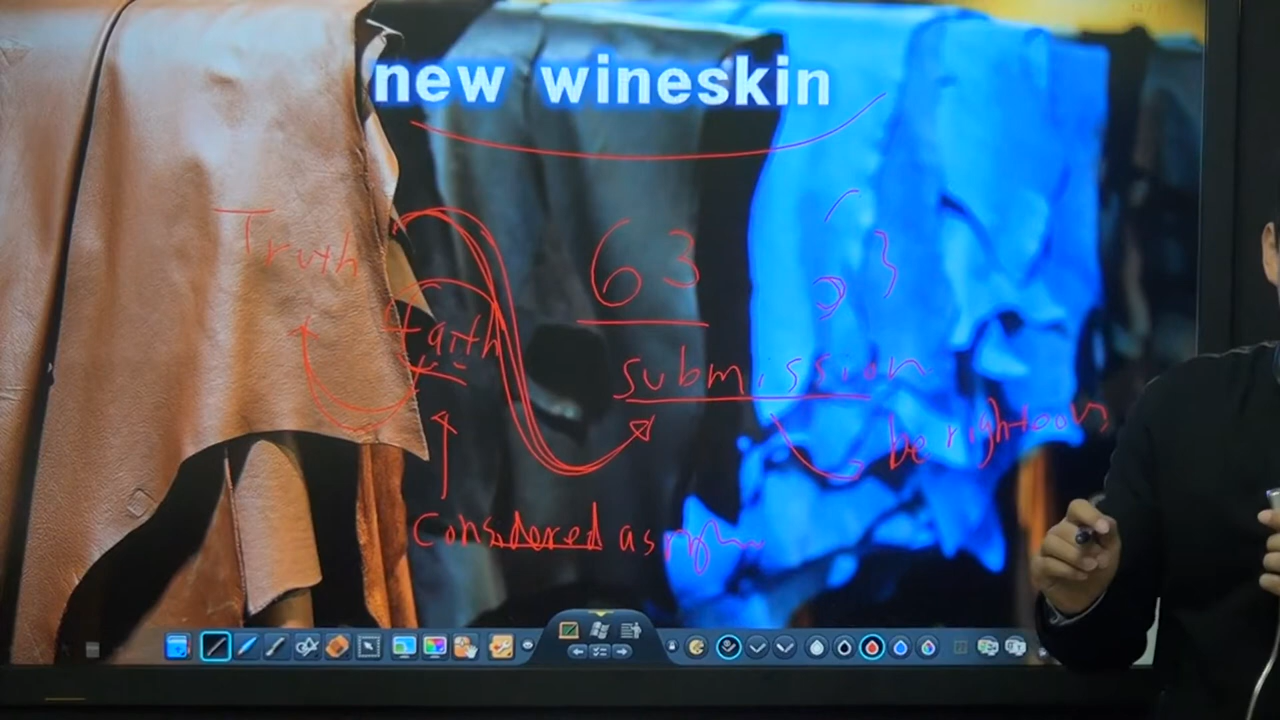 new wineskin
Truth
faith
63
submission
be righteous
Considered as